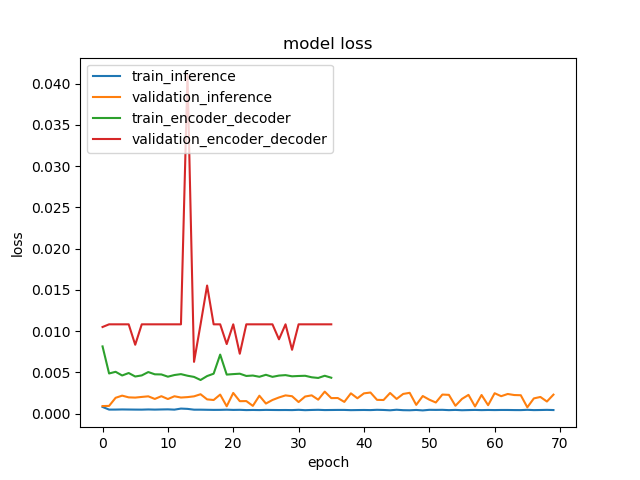 model loss
train_inference
validation_inference
train_encoder_decoder
validation_encoder_decoder
0.040
0.035
0.030
0.025
0.020
0.015
0.010
0.005
0.000
loss
0 10 20 30 40 50 60 70
epoch